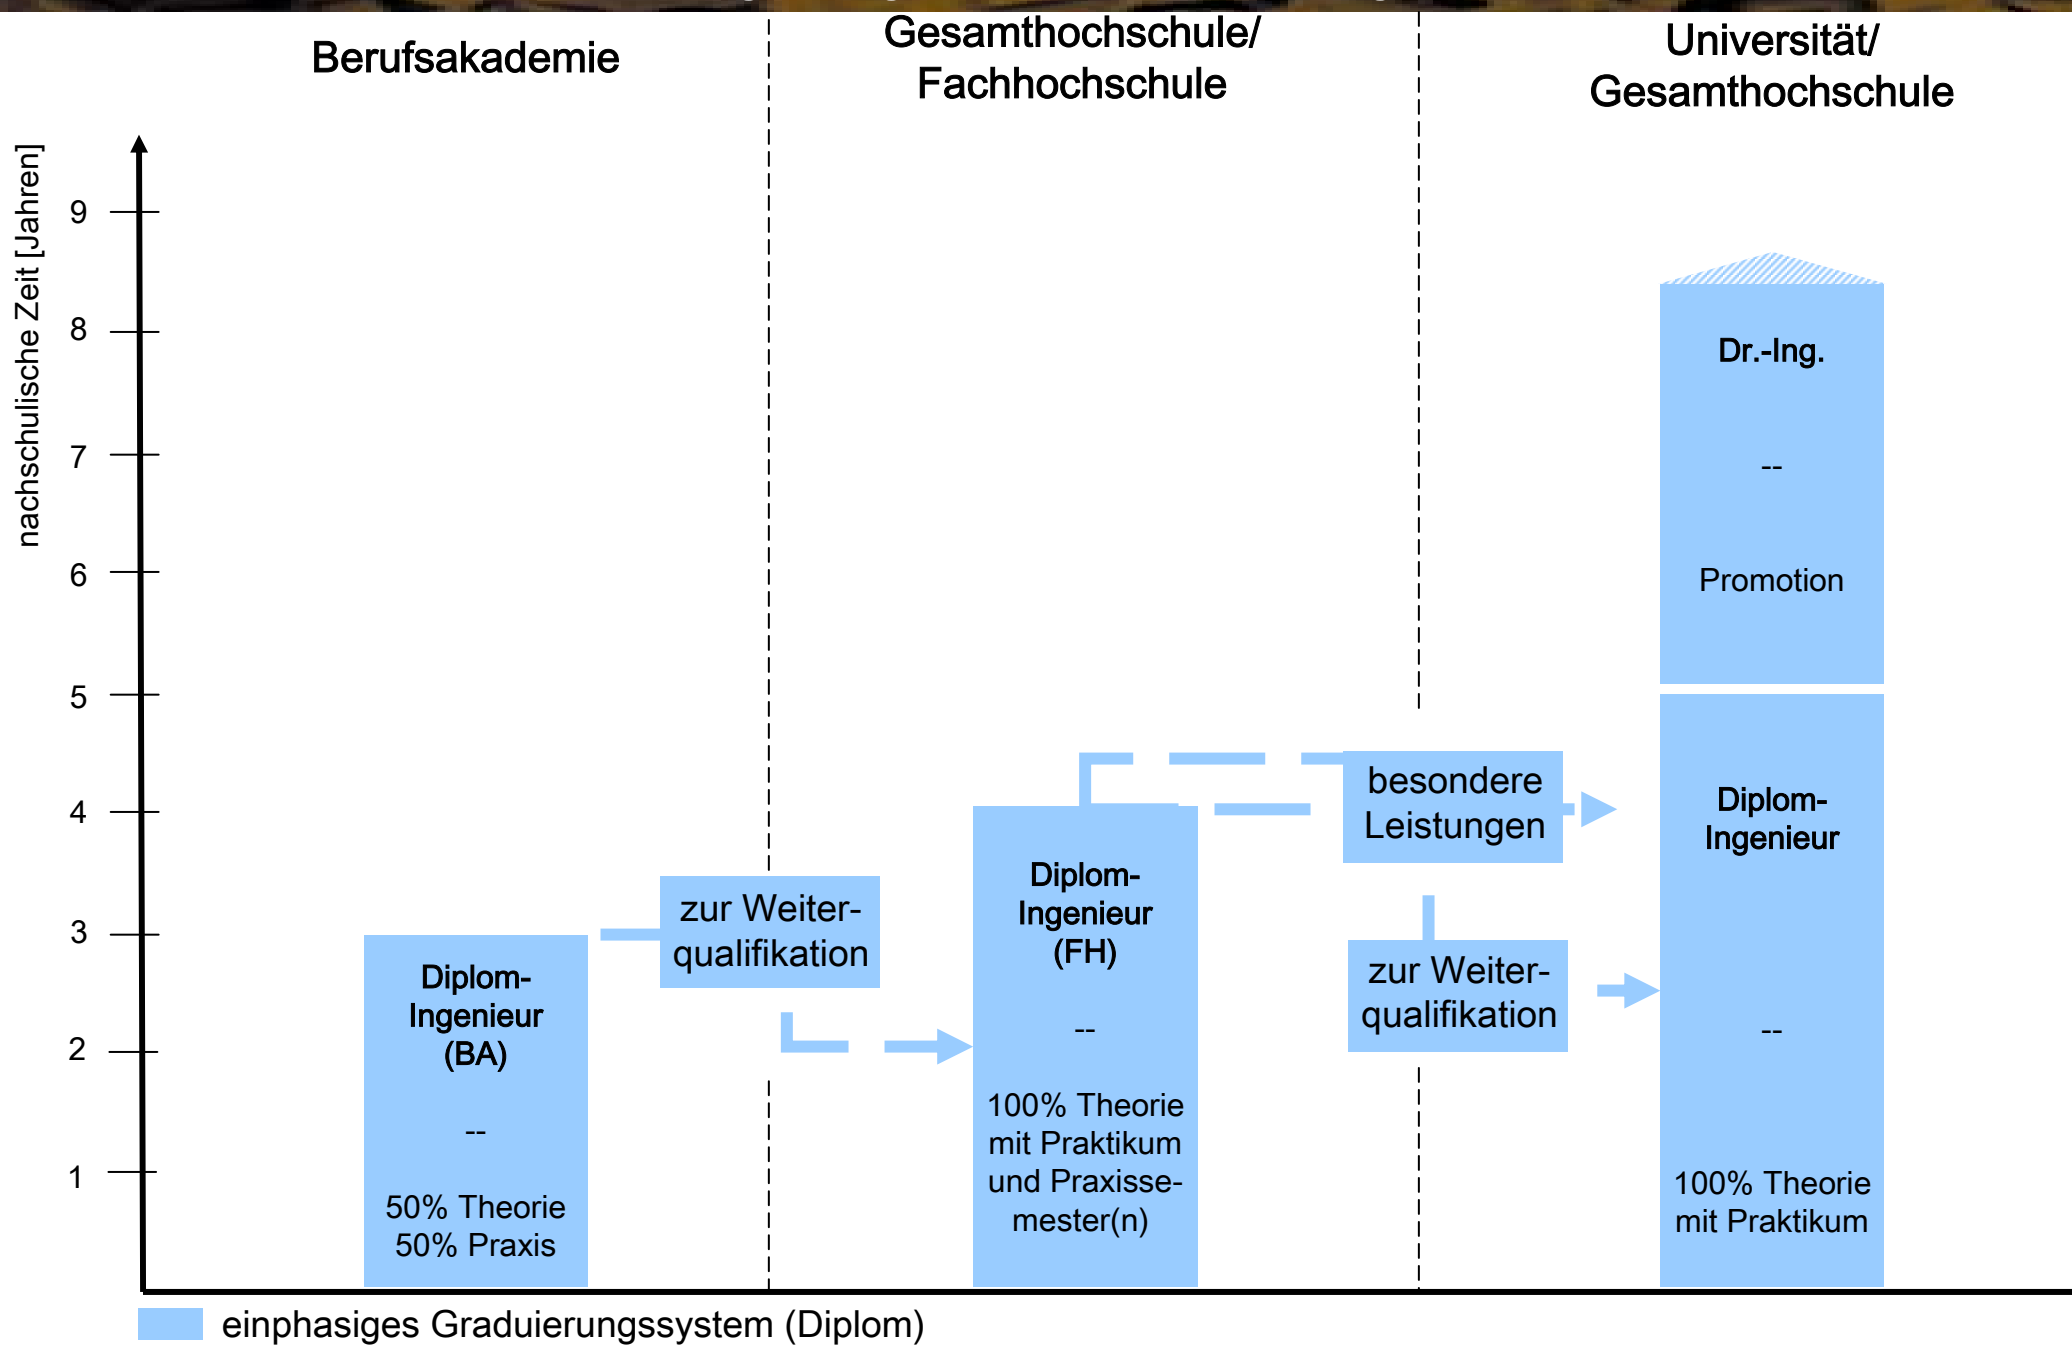 Berufsakademie
Gesamthochschule/
Fachhochschule
Universität/
Gesamthochschule
nachschulische Zeit [Jahren]
9
8
7
6
5
4
3
2
1
Diplom-
Ingenieur
(BA)
--
50% Theorie
50% Praxis
zur Weiter-
qualifikation
Diplom-
Ingenieur
(FH)
--
100% Theorie
mit Praktikum
und Praxisse-
mester(n)
besondere
Leistungen
zur Weiter-
qualifikation
Dr.-Ing.
--
Promotion
Diplom-
Ingenieur
--
100% Theorie
mit Praktikum
einphasiges Graduierungssystem (Diplom)